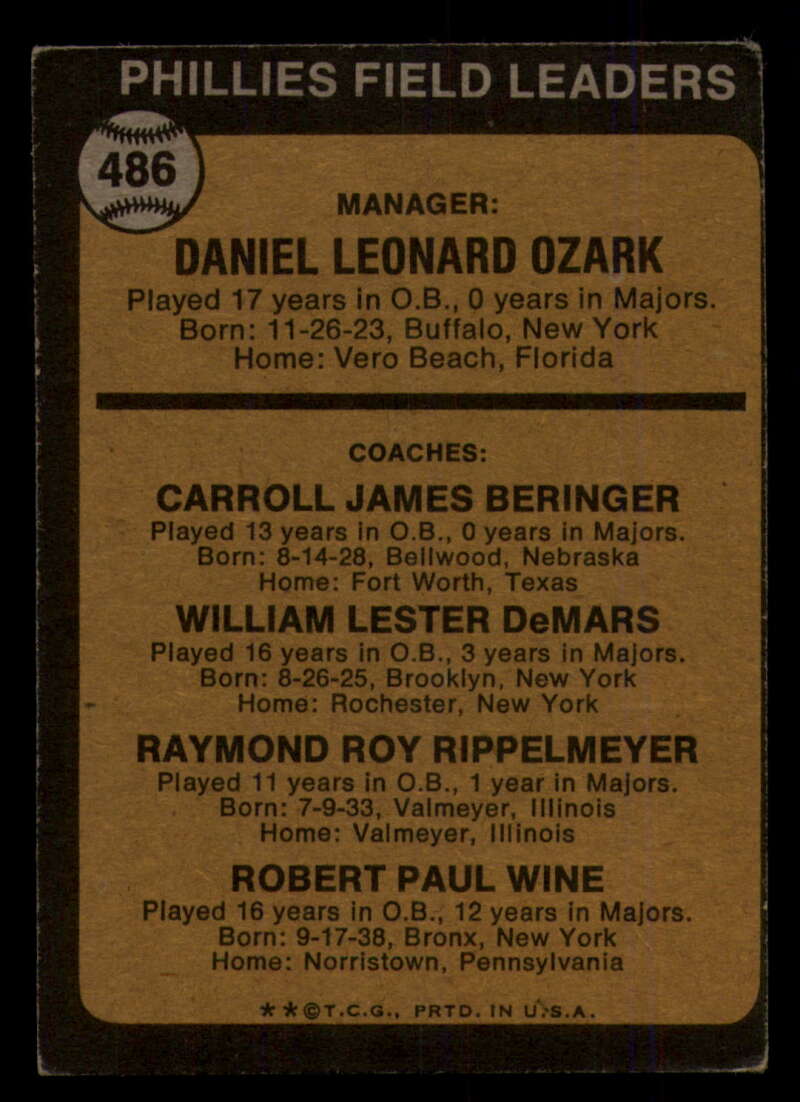 PHILLIES FIELD LEADERS
486
MANAGER:
DANIEL LEONARD OZARK
Played 17 years in O.B., 0 years in Majors.
Born: 11-26-23, Buffalo, New York
Home: Vero Beach, Florida
COACHES:
CARROLL JAMES BERINGER
Played 13 years in O.B., 0 years in Majors.
Born: 8-14-28, Bellwood, Nebraska
Home: Fort Worth, Texas
WILLIAM LESTER DeMARS
Played 16 years in O.B., 3 years in Majors.
Born: 8-26-25, Brooklyn, New York
Home: Rochester, New York
RAYMOND ROY RIPPELMEYER
Played 11 years in O.B., 1 year in Majors.
Born: 7-9-33, Valmeyer, Illinois
Home: Valmeyer, Illinois
ROBERT PAUL WINE
Played 16 years in O.B., 12 years in Majors.
Born: 9-17-38, Bronx, New York
Home: Norristown, Pennsylvania
* * © T.C.G., PRTD. IN U.S.A.